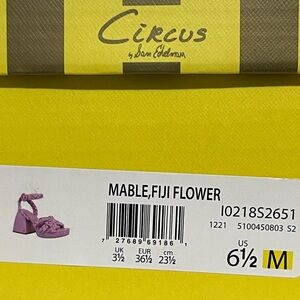 Circus
by Sam Edelman
MABLE,FIJI FLOWER
I0218S2651
1221 5100450803 S2
7 27689 69186 1
UK EUR cm US
3½ 36½ 23½ 6½ M